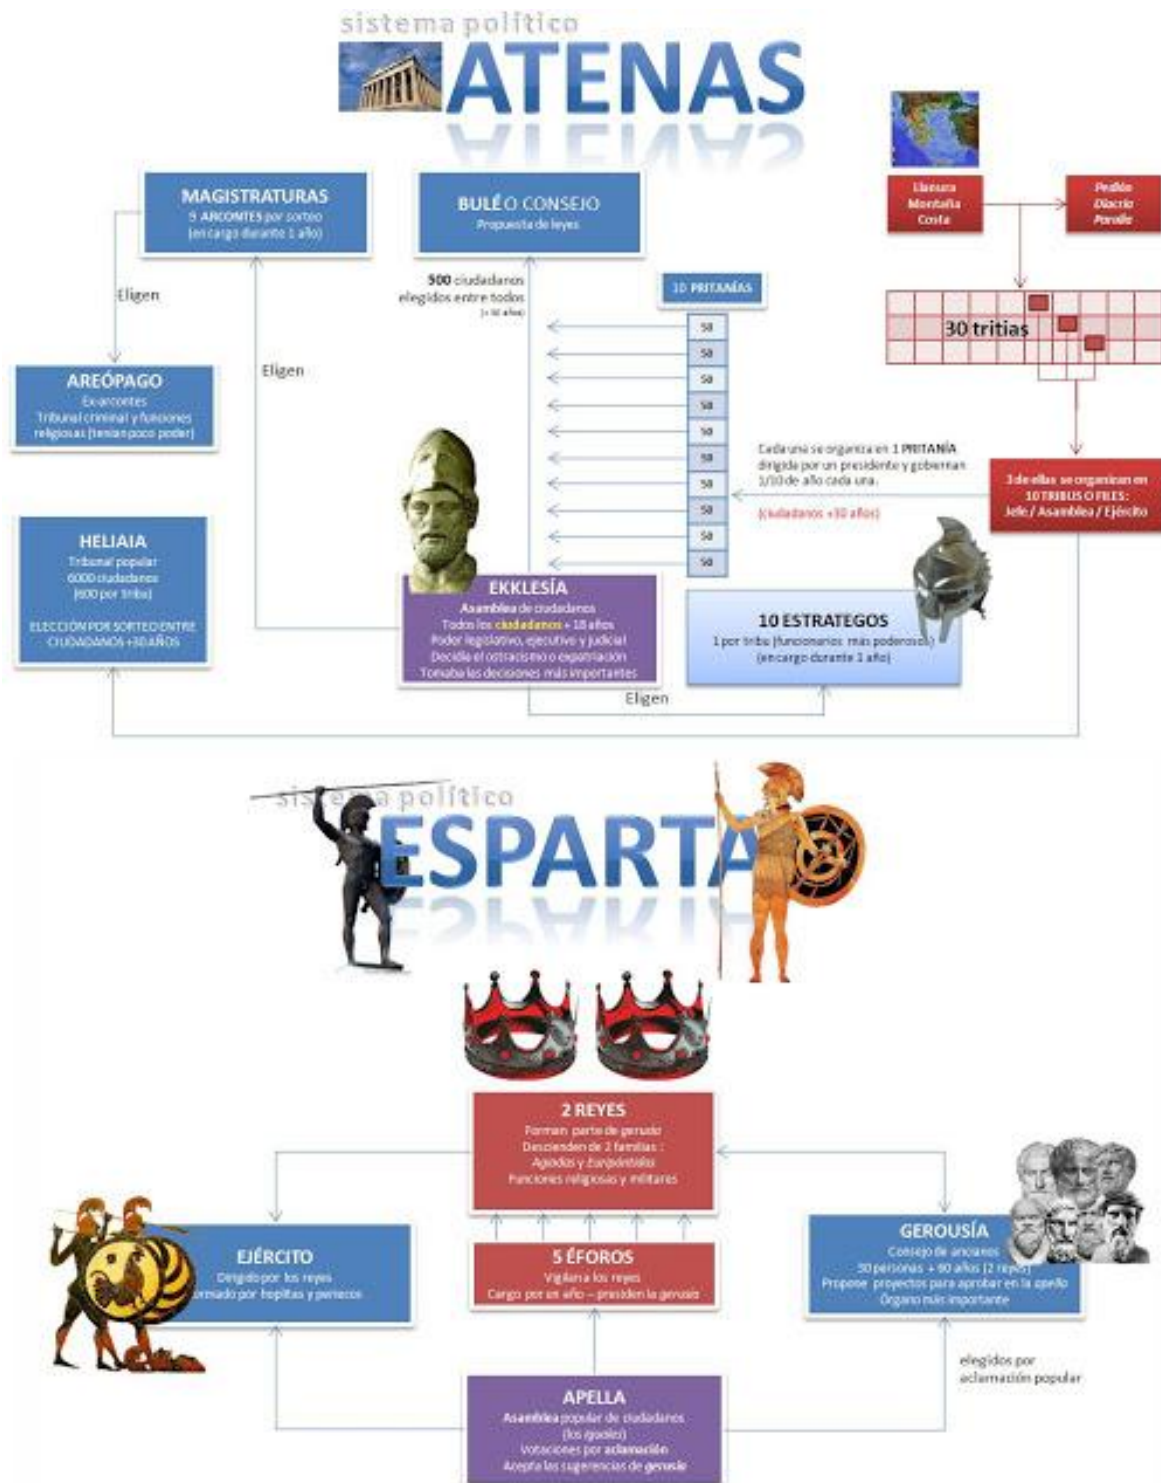 sistema político
ATENAS
MAGISTRATURAS
9 ARCONTES por sorteo
(en cargo durante 1 año)
BULÉ O CONSEJO
Propuesta de leyes
Llanura
Montaña
Costa
Pedión
Diacria
Paralia
Eligen
500 ciudadanos
elegidos entre todos
(+ 30 años)
10 PRITANÍAS
50
50
50
50
50
50
50
50
50
50
30 tritias
Eligen
AREÓPAGO
Ex-arcontes
Tribunal criminal y funciones
religiosas (tenían poco poder)
Cada una se organiza en 1 PRITANÍA
dirigida por un presidente y gobiernan
1/10 de año cada una.
(ciudadanos +30 años)
3 de ellas se organizan en
10 TRIBUS O FILES:
Jefe / Asamblea / Ejército
HELIAIA
Tribunal popular
6000 ciudadanos
(600 por tribu)
ELECCIÓN POR SORTEO ENTRE
CIUDADANOS +30 AÑOS
EKKLESÍA
Asamblea de ciudadanos
Todos los ciudadanos + 18 años
Poder legislativo, ejecutivo y judicial
Decidía el ostracismo o expatriación
Tomaba las decisiones más importantes
10 ESTRATEGOS
1 por tribu (funcionarios más poderosos)
(en cargo durante 1 año)
Eligen
sistema político
ESPARTA
2 REYES
Forman parte de gerusia
Descienden de 2 familias :
Agiadas y Euripóntidas
Funciones religiosas y militares
EJÉRCITO
Dirigido por los reyes
ormado por hoplitas y periecos
5 ÉFOROS
Vigilan a los reyes
Cargo por un año – presiden la gerusia
GEROUSÍA
Consejo de ancianos
30 personas + 60 años (2 reyes)
Propone proyectos para aprobar en la apella
Órgano más importante
elegidos por
aclamación popular
APELLA
Asamblea popular de ciudadanos
(los iguales)
Votaciones por aclamación
Acepta las sugerencias de gerusia